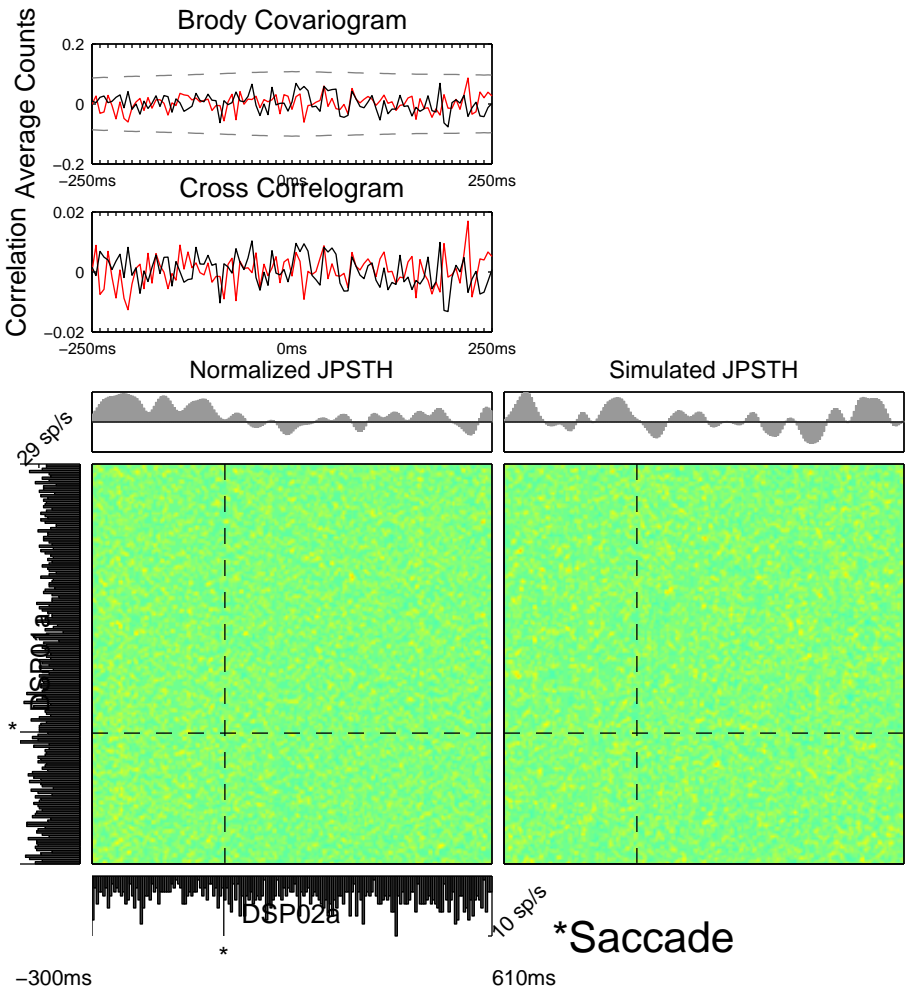 Brody Covariogram
Average Counts
0.2
0
−0.2
−250ms
0ms
250ms
Cross Correlogram
Correlation
0.02
0
−0.02
−250ms
0ms
250ms
Normalized JPSTH
Simulated JPSTH
29 sp/s
DSP01a
*
DSP02a
10 sp/s
*
*Saccade
−300ms
610ms